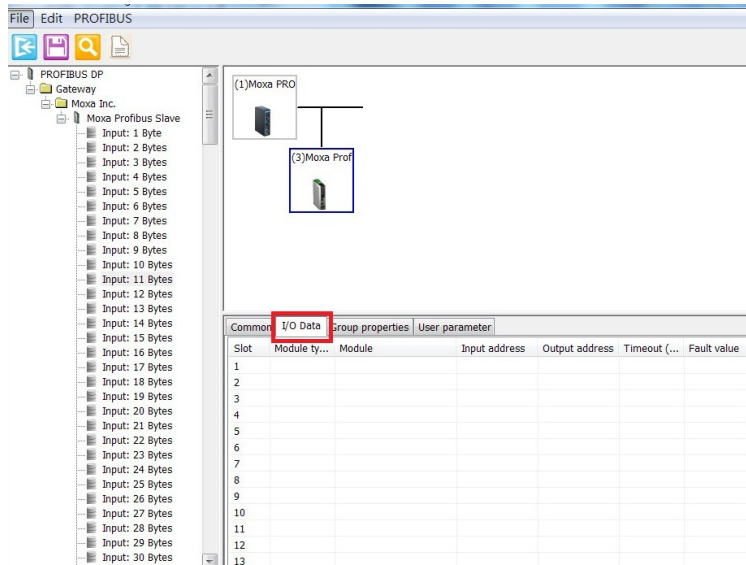 File Edit PROFIBUS
PROFIBUS DP
Gateway
Moxa Inc.
Moxa Profibus Slave
Input: 1 Byte
Input: 2 Bytes
Input: 3 Bytes
Input: 4 Bytes
Input: 5 Bytes
Input: 6 Bytes
Input: 7 Bytes
Input: 8 Bytes
Input: 9 Bytes
Input: 10 Bytes
Input: 11 Bytes
Input: 12 Bytes
Input: 13 Bytes
Input: 14 Bytes
Input: 15 Bytes
Input: 16 Bytes
Input: 17 Bytes
Input: 18 Bytes
Input: 19 Bytes
Input: 20 Bytes
Input: 21 Bytes
Input: 22 Bytes
Input: 23 Bytes
Input: 24 Bytes
Input: 25 Bytes
Input: 26 Bytes
Input: 27 Bytes
Input: 28 Bytes
Input: 29 Bytes
Input: 30 Bytes
(1)Moxa PRO
(3)Moxa Prof
Common I/O Data Group properties User parameter
Slot Module ty... Module Input address Output address Timeout (... Fault value
1
2
3
4
5
6
7
8
9
10
11
12
13